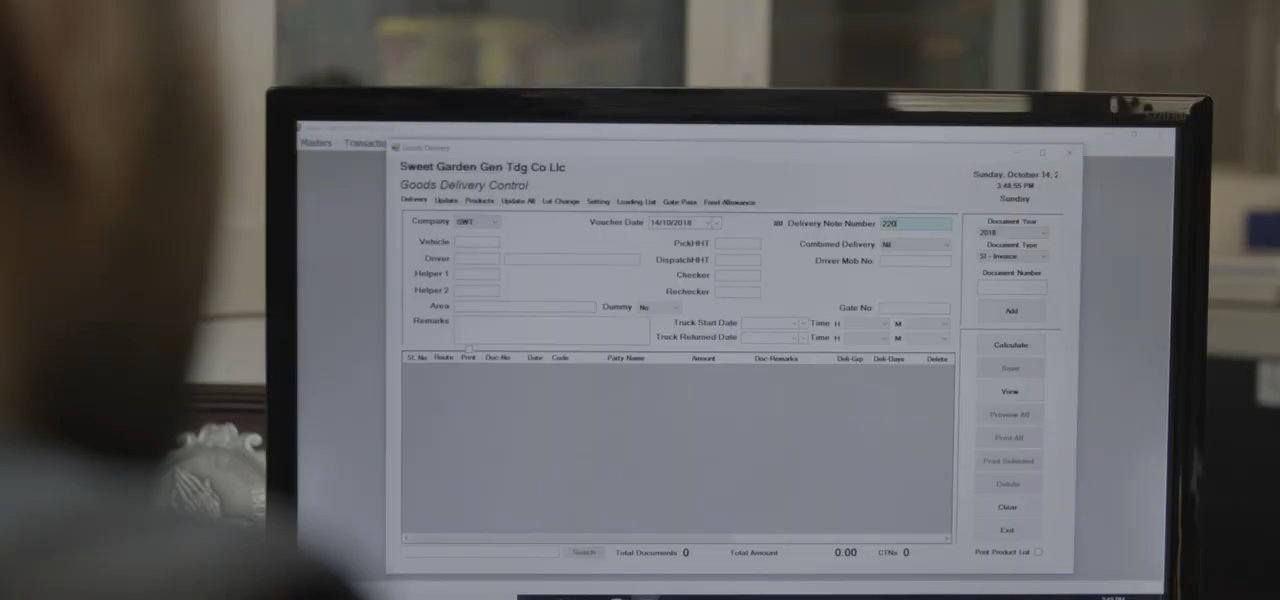 Masters Transactio
Goods Delivery
Sweet Garden Gen Tdg Co Llc
Goods Delivery Control
Sunday, October 14, 2
3:48:55 PM
Sunday
Delivery Update Products Update All Lot Change Setting Loading List Gate Pass Food Allowance
Company SWT Voucher Date 14/10/2018 ## Delivery Note Number 220
Document Year
2018
Vehicle PickHHT Combined Delivery No
Document Type
SI - Invoice
Driver DispatchHHT Driver Mob No:
Helper 1 Checker
Document Number
Helper 2 Rechecker
Area Dummy No Gate No
Add
Remarks Truck Start Date Time H M
Truck Returned Date Time H M
Sl.No Route Print Doc-No Date Code Party Name Amount Doc-Remarks Deli-Grp Deli-Days Delete
Calculate
Save
View
Preview All
Print All
Print Selected
Delete
Clear
Exit
Search Total Documents 0 Total Amount 0.00 CTNs 0 Print Product List